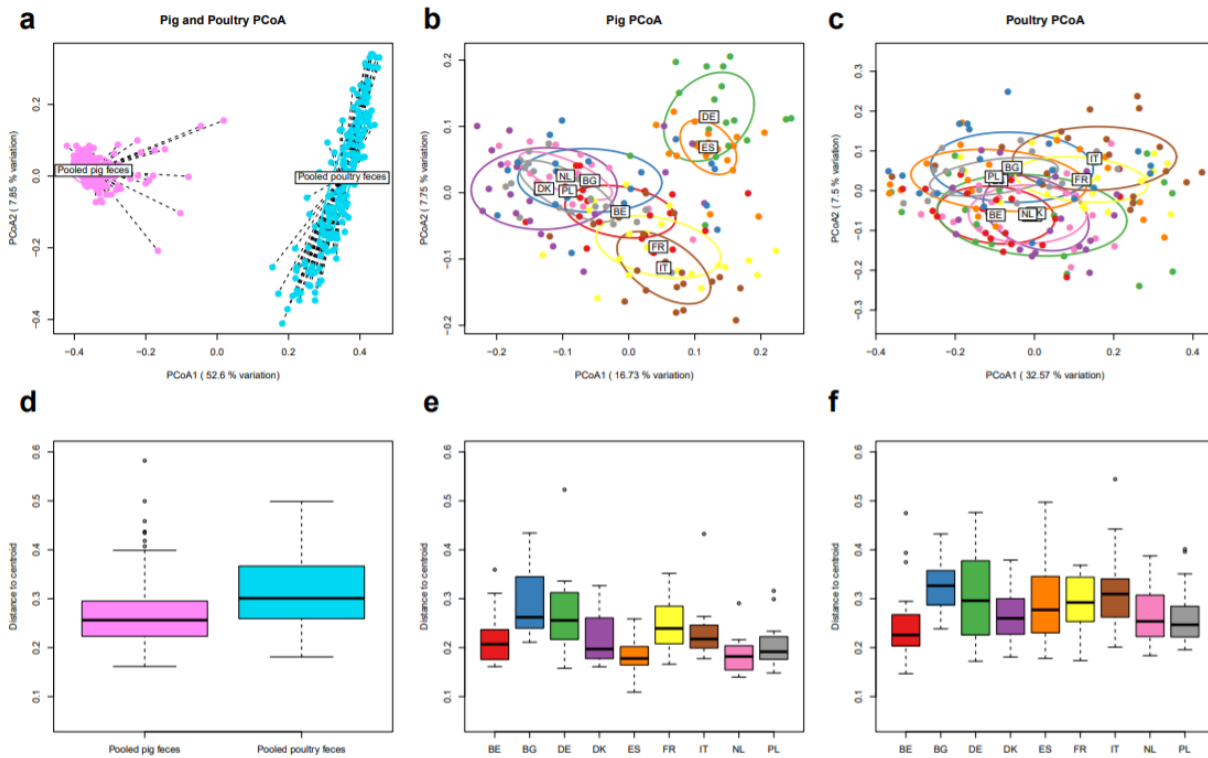 a
Pig and Poultry PCoA
PCoA2 ( 7.85 % variation)
0.2
0.0
−0.2
−0.4
Pooled pig feces
Pooled poultry feces
−0.4
−0.2
0.0
0.2
0.4
PCoA1 ( 52.6 % variation)
b
Pig PCoA
PCoA2 ( 7.75 % variation)
0.2
0.1
0.0
−0.1
−0.2
DE
ES
NL
BG
DK
PL
BE
FR
IT
−0.2
−0.1
0.0
0.1
0.2
PCoA1 ( 16.73 % variation)
c
Poultry PCoA
PCoA2 ( 7.5 % variation)
0.3
0.2
0.1
0.0
−0.1
−0.2
−0.3
IT
BG
PL
FR
BE
NL
K
−0.4
−0.2
0.0
0.2
0.4
PCoA1 ( 32.57 % variation)
d
Distance to centroid
0.6
0.5
0.4
0.3
0.2
0.1
Pooled pig feces
Pooled poultry feces
e
Distance to centroid
0.6
0.5
0.4
0.3
0.2
0.1
BE BG DE DK ES FR IT NL PL
f
Distance to centroid
0.6
0.5
0.4
0.3
0.2
0.1
BE BG DE DK ES FR IT NL PL